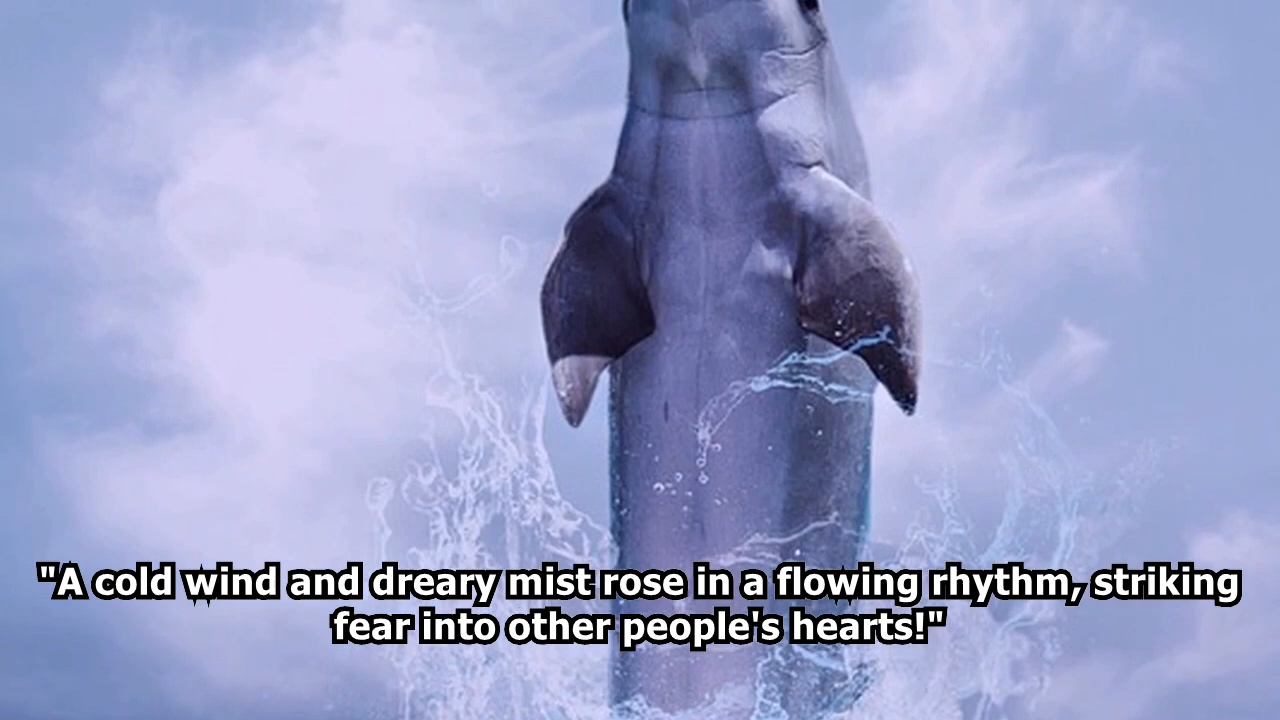 "A cold wind and dreary mist rose in a flowing rhythm, striking
fear into other people's hearts!"